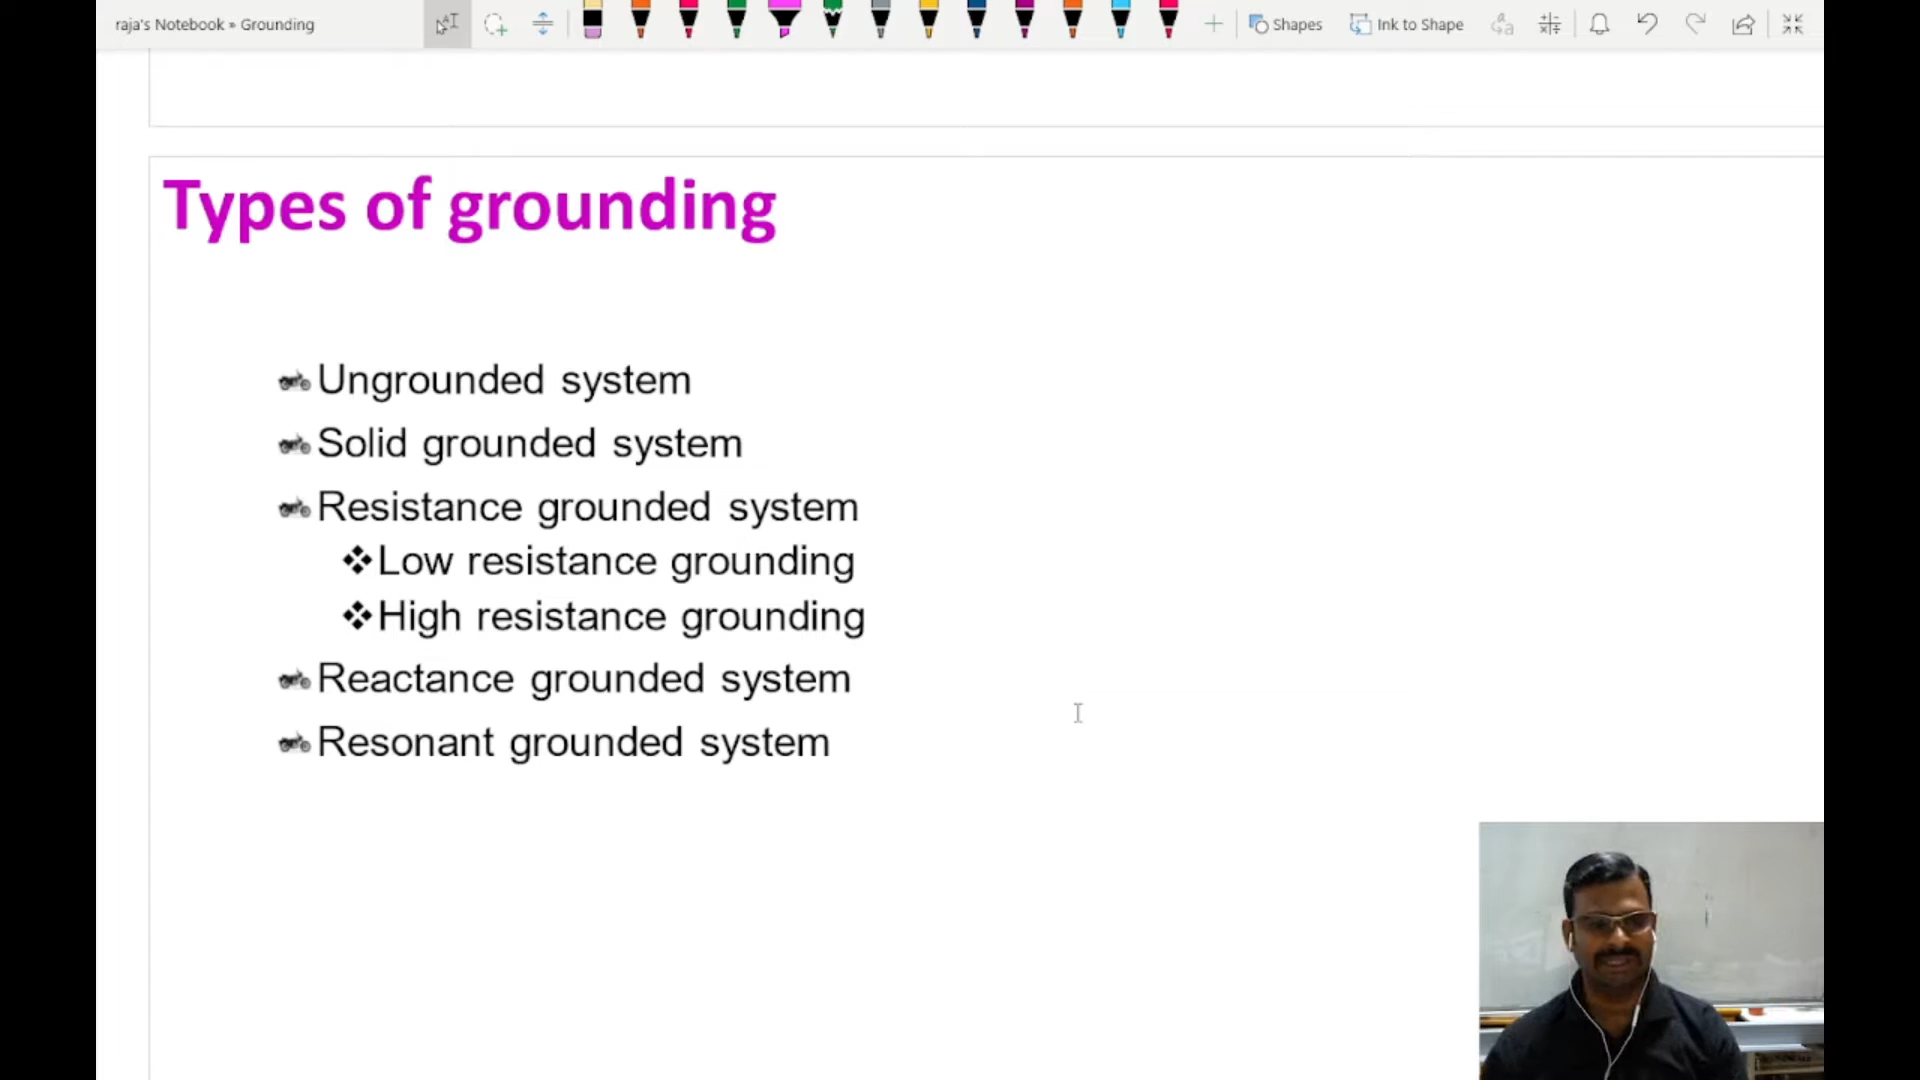 raja's Notebook » Grounding
Shapes
Ink to Shape
Types of grounding
Ungrounded system
Solid grounded system
Resistance grounded system
Low resistance grounding
High resistance grounding
Reactance grounded system
Resonant grounded system